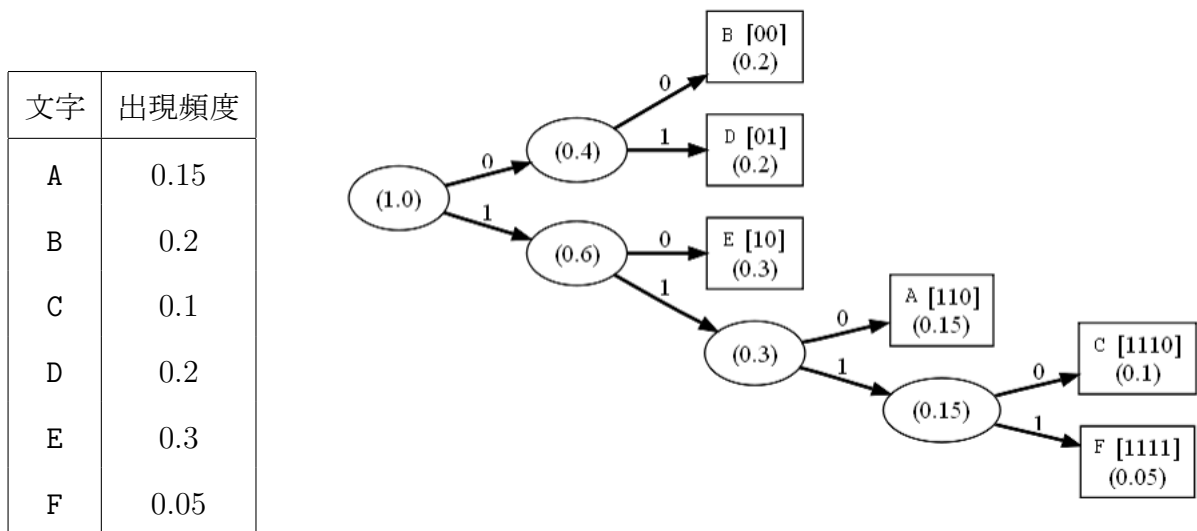 文字 出現頻度
A 0.15
B 0.2
C 0.1
D 0.2
E 0.3
F 0.05
B [00]
(0.2)
0
(0.4)
1
D [01]
(0.2)
0
(1.0)
1
(0.6)
0
E [10]
(0.3)
1
(0.3)
0
A [110]
(0.15)
1
(0.15)
0
C [1110]
(0.1)
1
F [1111]
(0.05)